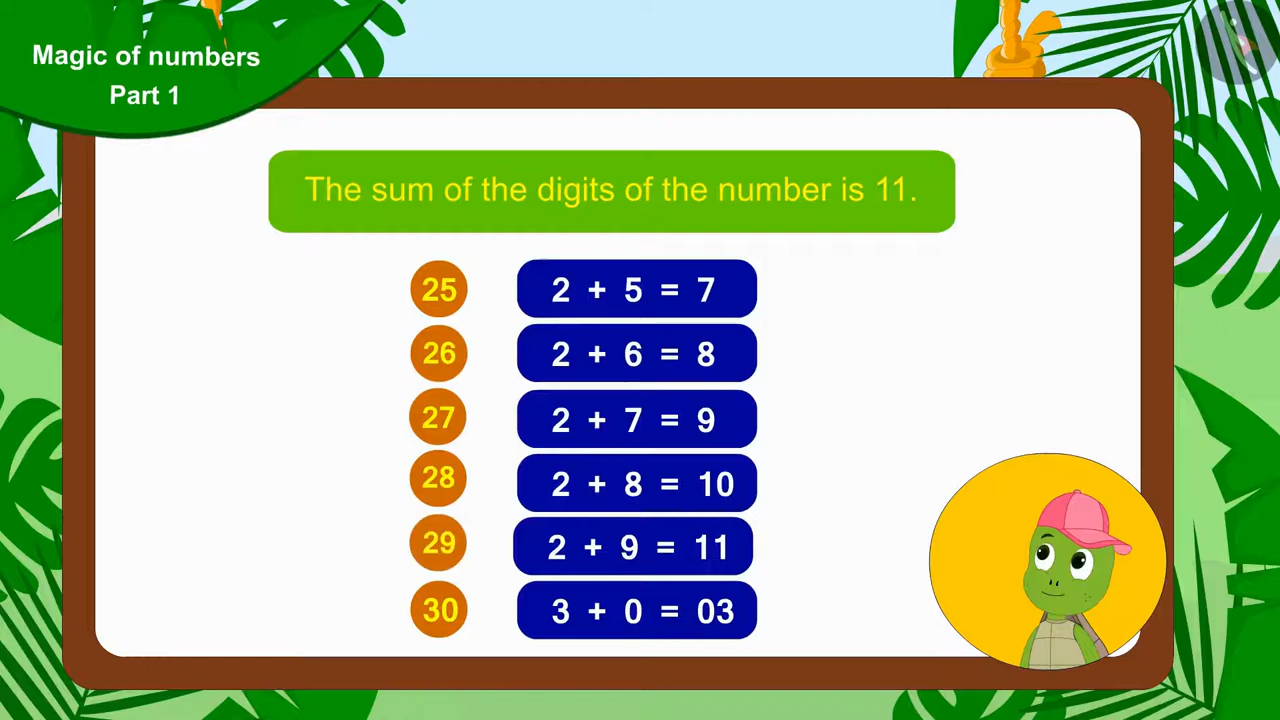 Magic of numbers
Part 1
The sum of the digits of the number is 11.
25 2 + 5 = 7
26 2 + 6 = 8
27 2 + 7 = 9
28 2 + 8 = 10
29 2 + 9 = 11
30 3 + 0 = 03